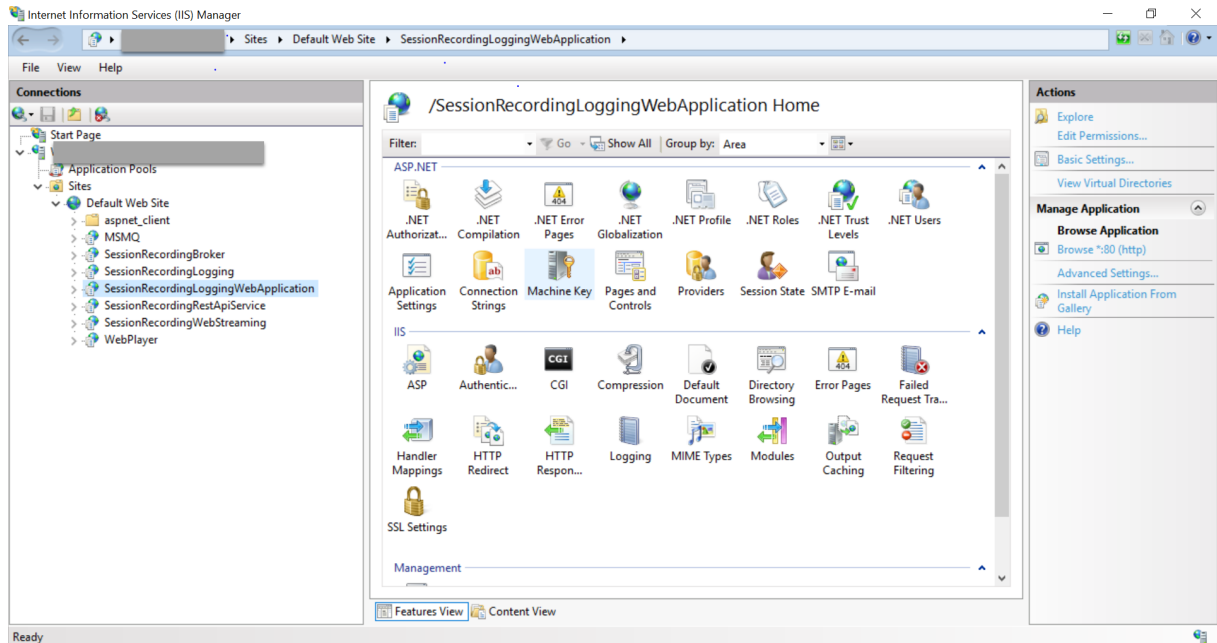 Internet Information Services (IIS) Manager
Sites Default Web Site SessionRecordingLoggingWebApplication
File View Help
Connections
Start Page
Application Pools
Sites
Default Web Site
aspnet_client
MSMQ
SessionRecordingBroker
SessionRecordingLogging
SessionRecordingLoggingWebApplication
SessionRecordingRestApiService
SessionRecordingWebStreaming
WebPlayer
/SessionRecordingLoggingWebApplication Home
Filter: Go Show All Group by: Area
ASP.NET
404
.NET .NET .NET Error .NET .NET Profile .NET Roles .NET Trust .NET Users
Authorizat... Compilation Pages Globalization Levels
ab
Application Connection Machine Key Pages and Providers Session State SMTP E-mail
Settings Strings Controls
IIS
CGI 404
ASP Authentic... CGI Compression Default Directory Error Pages Failed
Document Browsing Request Tra...
Handler HTTP HTTP Logging MIME Types Modules Output Request
Mappings Redirect Respon... Caching Filtering
SSL Settings
Management
Features View Content View
Actions
Explore
Edit Permissions...
Basic Settings...
View Virtual Directories
Manage Application
Browse Application
Browse *:80 (http)
Advanced Settings...
Install Application From
Gallery
Help
Ready